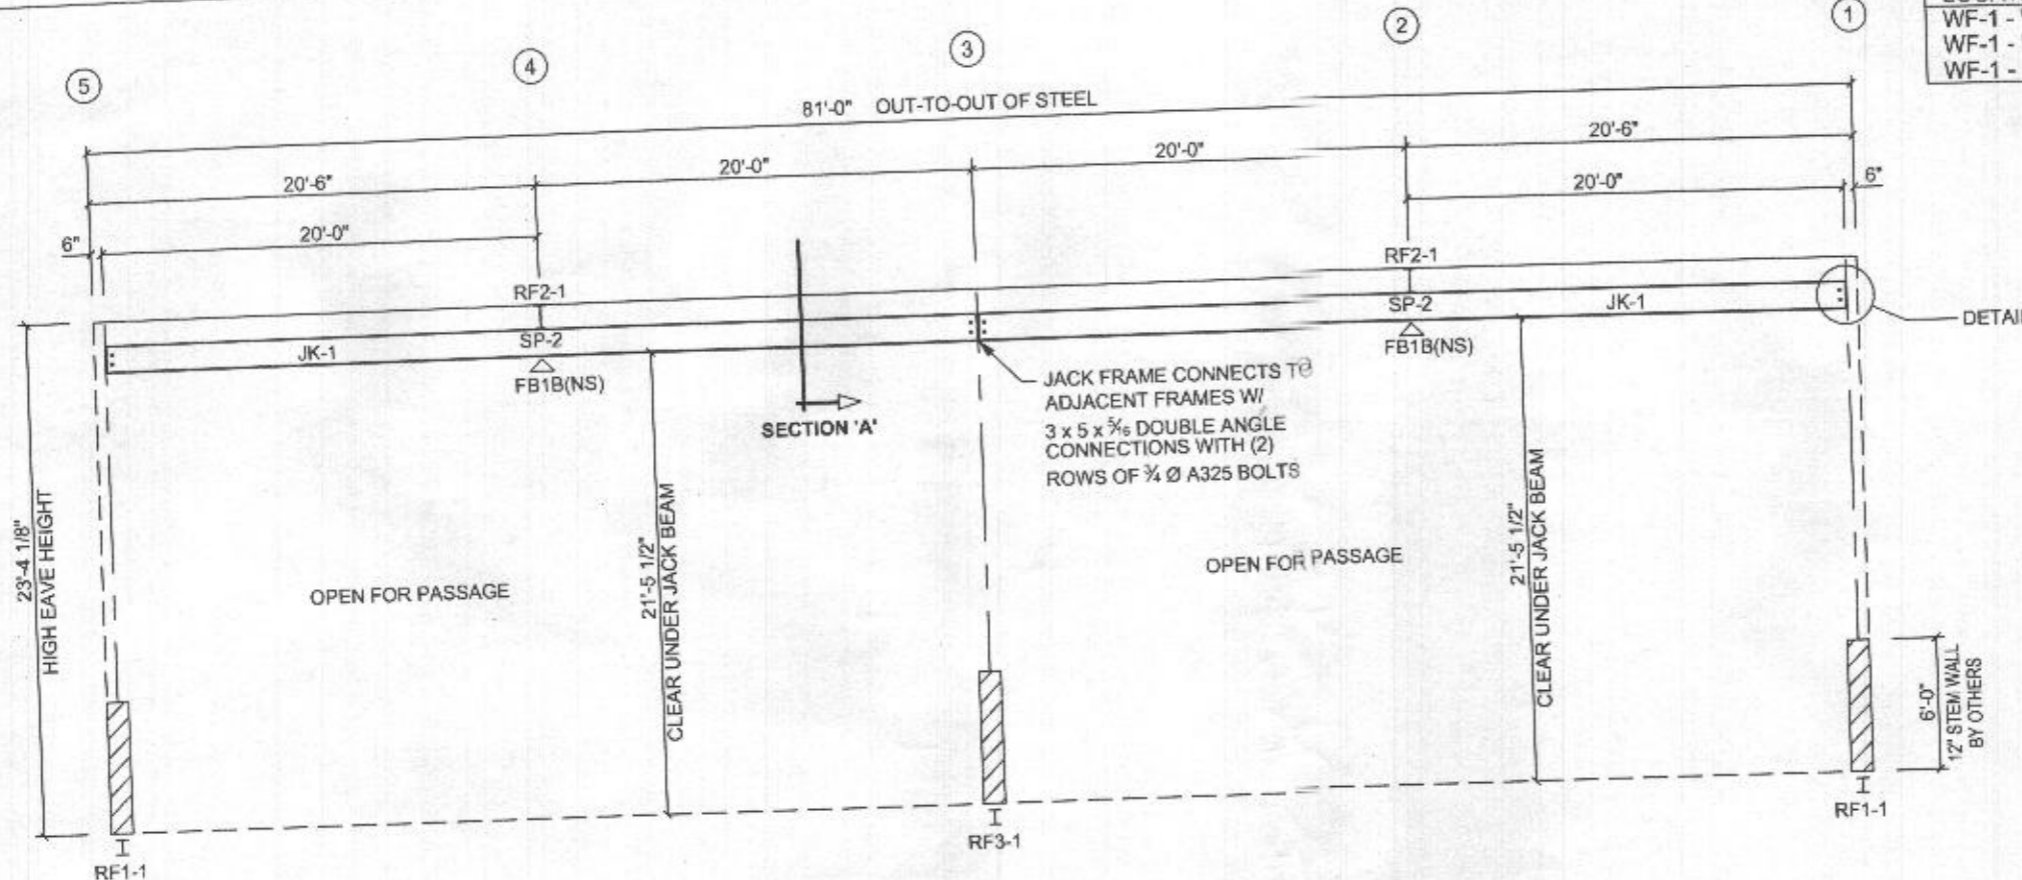 5
4
3
2
1
WF-1 -
WF-1 -
WF-1 -
81'-0" OUT-TO-OUT OF STEEL
20'-6"
20'-0"
20'-0"
20'-6"
6"
20'-0"
20'-0"
6"
RF2-1
RF2-1
JK-1
SP-2
SP-2
JK-1
FB1B(NS)
FB1B(NS)
DETAI
SECTION 'A'
JACK FRAME CONNECTS TO
ADJACENT FRAMES W/
3 x 5 x 5/16 DOUBLE ANGLE
CONNECTIONS WITH (2)
ROWS OF ¾ Ø A325 BOLTS
23'-4 1/8"
HIGH EAVE HEIGHT
OPEN FOR PASSAGE
21'-5 1/2"
CLEAR UNDER JACK BEAM
OPEN FOR PASSAGE
21'-5 1/2"
CLEAR UNDER JACK BEAM
6'-0"
12" STEM WALL
BY OTHERS
RF1-1
RF3-1
RF1-1